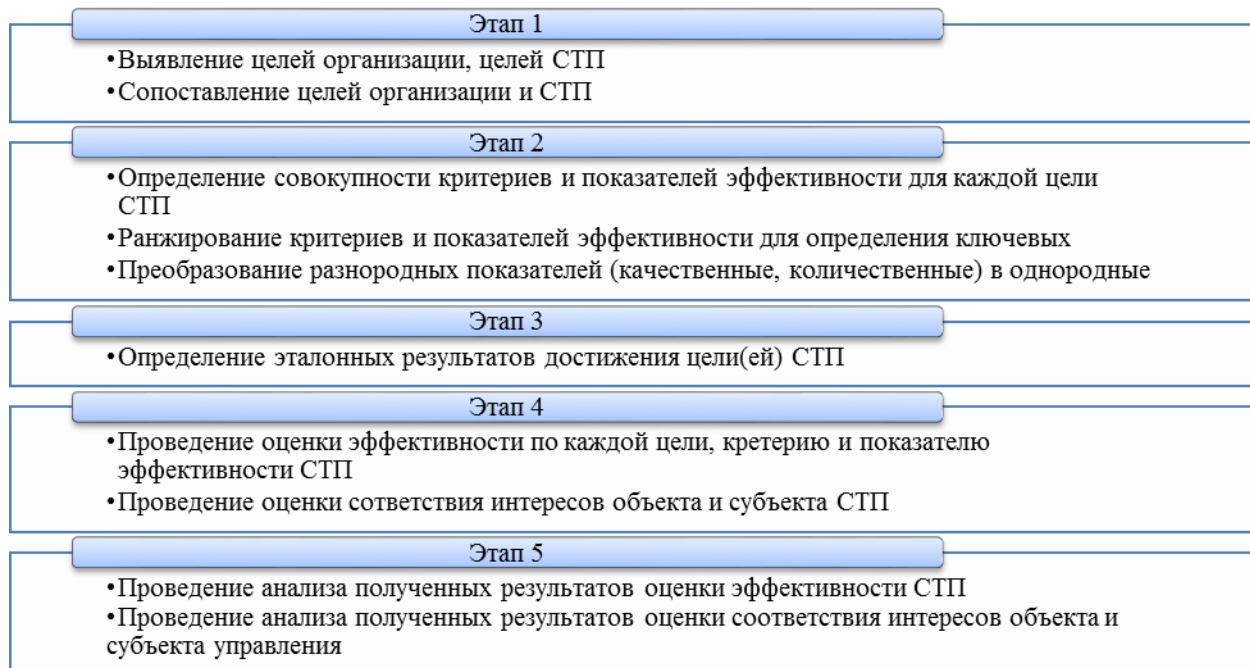 Этап 1
•Выявление целей организации, целей СТП
•Сопоставление целей организации и СТП
Этап 2
•Определение совокупности критериев и показателей эффективности для каждой цели
СТП
•Ранжирование критериев и показателей эффективности для определения ключевых
•Преобразование разнородных показателей (качественные, количественные) в однородные
Этап 3
•Определение эталонных результатов достижения цели(ей) СТП
Этап 4
•Проведение оценки эффективности по каждой цели, кретерию и показателю
эффективности СТП
•Проведение оценки сответствия интересов объекта и субъекта СТП
Этап 5
•Проведение анализа полученных результатов оценки эффективности СТП
•Проведение анализа полученных результатов оценки соответствия интересов объекта и
субъекта управления